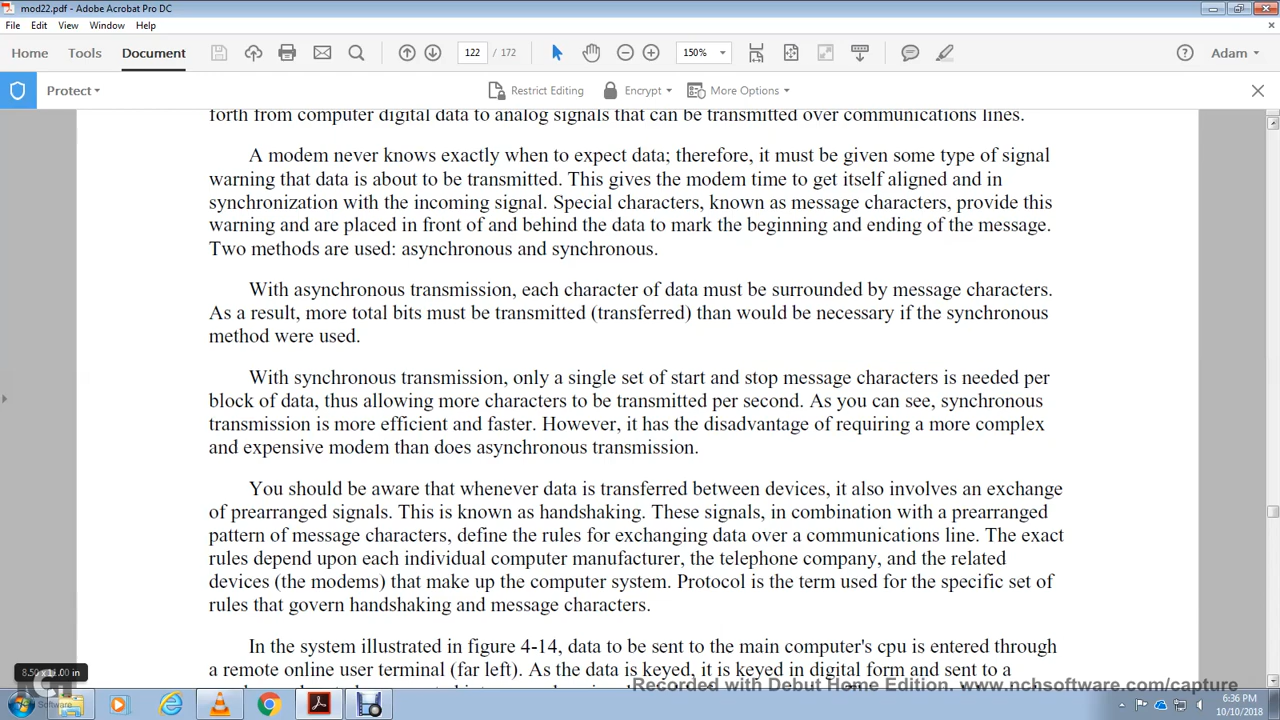 mod22.pdf - Adobe Acrobat Pro DC
File Edit View Window Help
Home Tools Document 122 / 172 150% Adam
Protect Restrict Editing Encrypt More Options
forth from computer digital data to analog signals that can be transmitted over communications lines.
A modem never knows exactly when to expect data; therefore, it must be given some type of signal
warning that data is about to be transmitted. This gives the modem time to get itself aligned and in
synchronization with the incoming signal. Special characters, known as message characters, provide this
warning and are placed in front of and behind the data to mark the beginning and ending of the message.
Two methods are used: asynchronous and synchronous.
With asynchronous transmission, each character of data must be surrounded by message characters.
As a result, more total bits must be transmitted (transferred) than would be necessary if the synchronous
method were used.
With synchronous transmission, only a single set of start and stop message characters is needed per
block of data, thus allowing more characters to be transmitted per second. As you can see, synchronous
transmission is more efficient and faster. However, it has the disadvantage of requiring a more complex
and expensive modem than does asynchronous transmission.
You should be aware that whenever data is transferred between devices, it also involves an exchange
of prearranged signals. This is known as handshaking. These signals, in combination with a prearranged
pattern of message characters, define the rules for exchanging data over a communications line. The exact
rules depend upon each individual computer manufacturer, the telephone company, and the related
devices (the modems) that make up the computer system. Protocol is the term used for the specific set of
rules that govern handshaking and message characters.
In the system illustrated in figure 4-14, data to be sent to the main computer's cpu is entered through
a remote online user terminal (far left). As the data is keyed, it is keyed in digital form and sent to a
8.50 x 11.00 in
Recorded with Debut Home Edition. www.nchsoftware.com/capture
Software
6:36 PM
10/10/2018